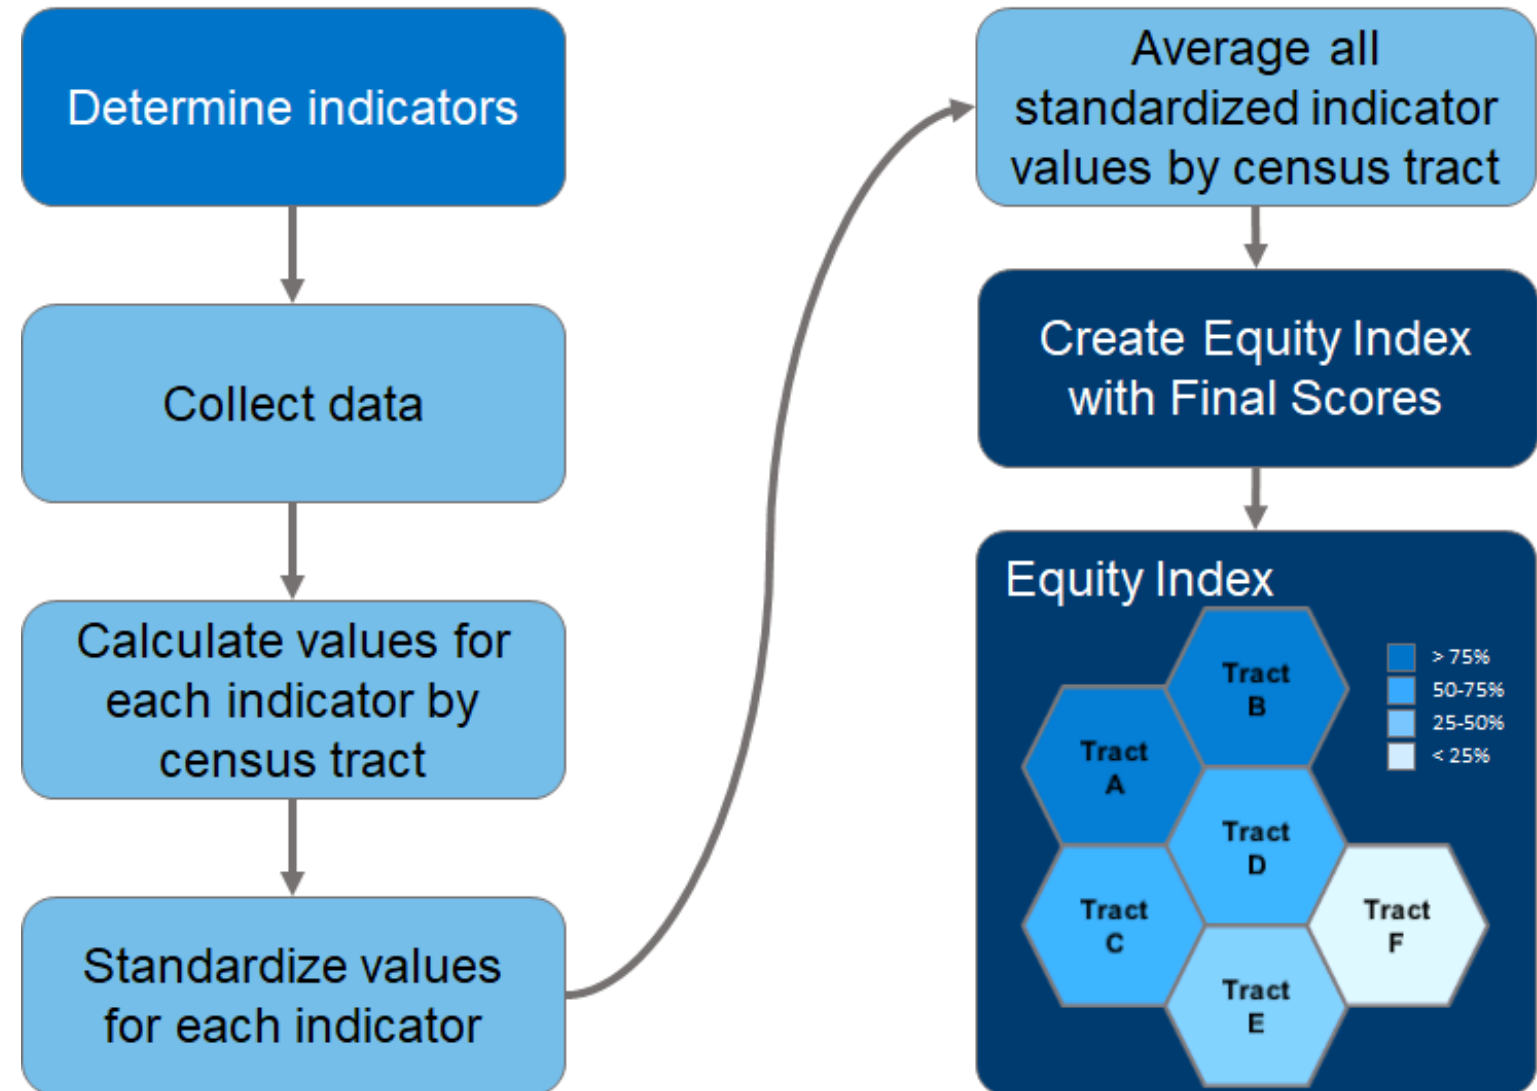 Determine indicators
Collect data
Calculate values for
each indicator by
census tract
Standardize values
for each indicator
Average all
standardized indicator
values by census tract
Create Equity Index
with Final Scores
Equity Index
> 75%
50-75%
25-50%
< 25%
Tract
B
Tract
A
Tract
D
Tract
C
Tract
F
Tract
E